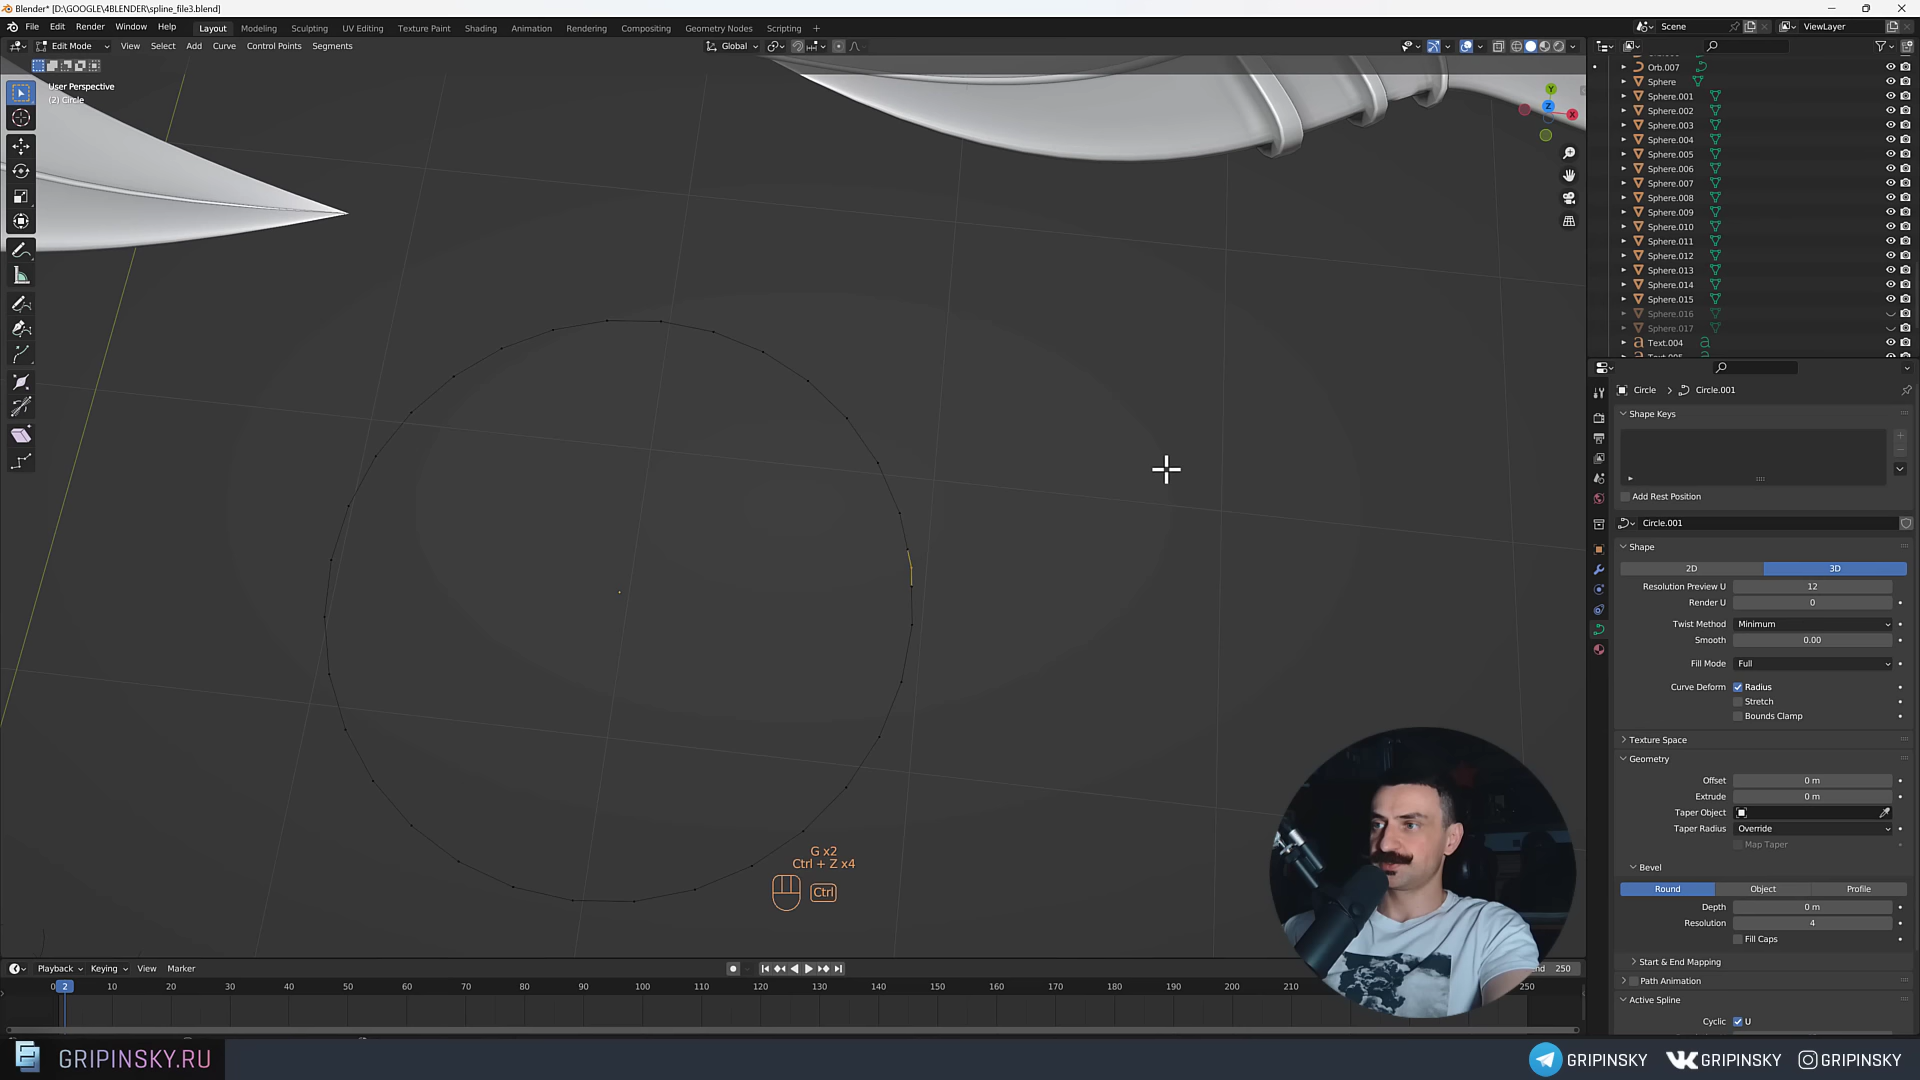 Blender* [D:\GOOGLE\4BLENDER\spline_file3.blend]
File Edit Render Window Help
Layout Modeling Sculpting UV Editing Texture Paint Shading Animation Rendering Compositing Geometry Nodes Scripting +
Scene
ViewLayer
Edit Mode View Select Add Curve Control Points Segments
Global
User Perspective
(2) Circle
Y
Z
X
Orb.007
Sphere
Sphere.001
Sphere.002
Sphere.003
Sphere.004
Sphere.005
Sphere.006
Sphere.007
Sphere.008
Sphere.009
Sphere.010
Sphere.011
Sphere.012
Sphere.013
Sphere.014
Sphere.015
Sphere.016
Sphere.017
Text.004
Circle > Circle.001
Shape Keys
Add Rest Position
Circle.001
Shape
2D 3D
Resolution Preview U 12
Render U 0
Twist Method Minimum
Smooth 0.00
Fill Mode Full
Curve Deform Radius
Stretch
Bounds Clamp
Texture Space
Geometry
Offset 0 m
Extrude 0 m
Taper Object
Taper Radius Override
Map Taper
Bevel
Round Object Profile
Depth 0 m
Resolution 4
Fill Caps
Start & End Mapping
Path Animation
Active Spline
Cyclic U
G x2
Ctrl + Z x4
Ctrl
Playback Keying View Marker
nd 250
0 2 10 20 30 40 50 60 70 80 90 100 110 120 130 140 150 160 170 180 190 200 210 250
GRIPINSKY.RU
GRIPINSKY GRIPINSKY GRIPINSKY